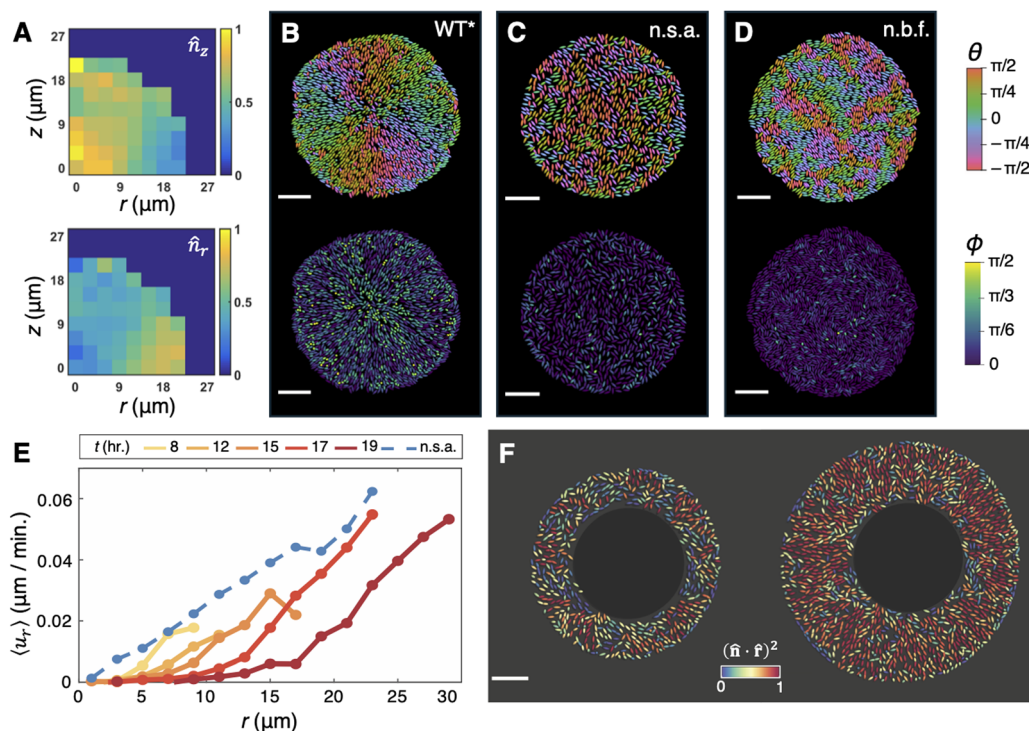 A
n̂z
1
0.5
0
z (μm)
18
9
0
0 9 18 27
r (μm)
n̂r
1
0.5
0
z (μm)
18
9
0
0 9 18 27
r (μm)
B
WT*
C
n.s.a.
D
n.b.f.
θ
π/2
π/4
0
−π/4
−π/2
ϕ
π/2
π/3
π/6
0
E
t (hr.) 8 12 15 17 19 n.s.a.
⟨ur⟩ (μm / min.)
0.06
0.04
0.02
0
0 5 10 15 20 25 30
r (μm)
F
(n̂ · r̂)²
0 1